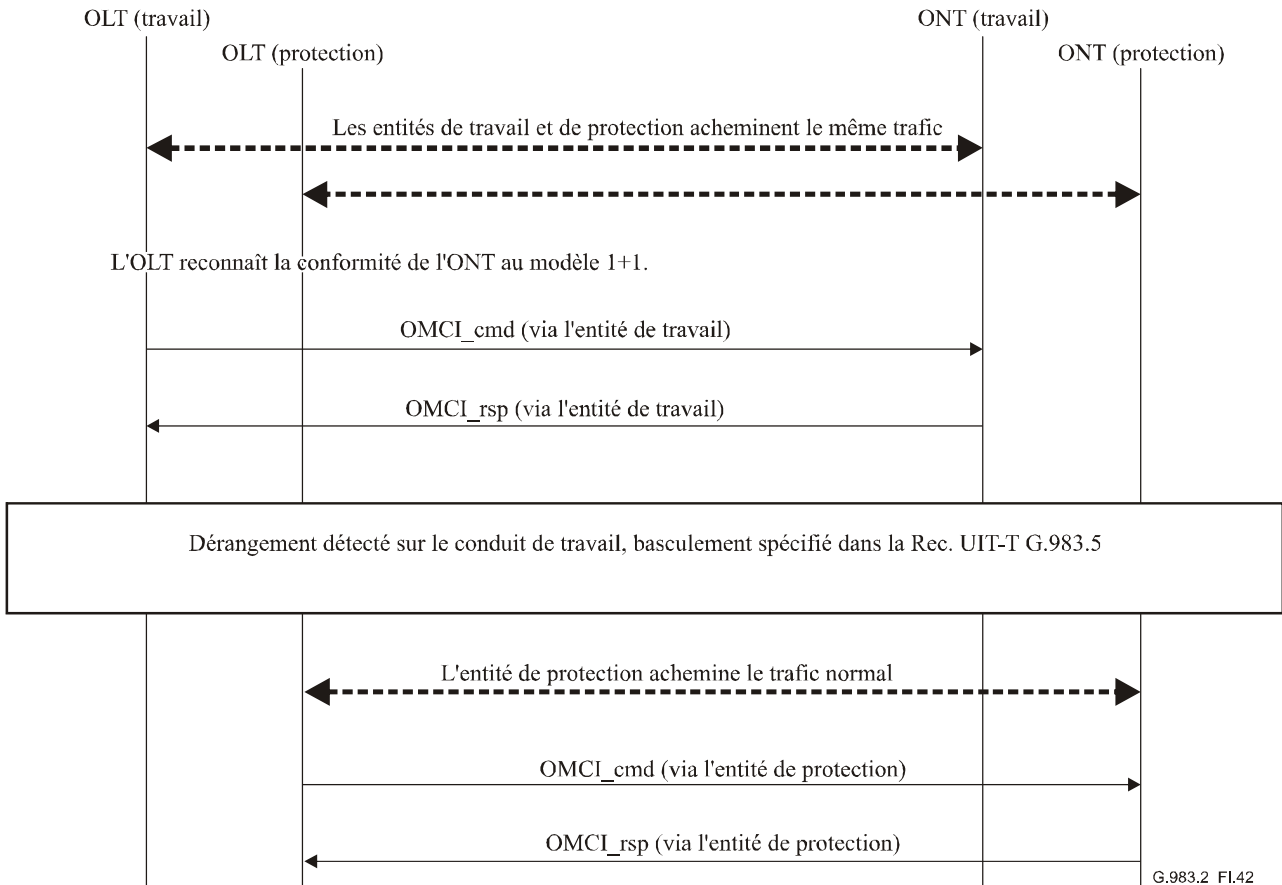 OLT (travail)
ONT (travail)
OLT (protection)
ONT (protection)
Les entités de travail et de protection acheminent le même trafic
L'OLT reconnaît la conformité de l'ONT au modèle 1+1.
OMCI_cmd (via l'entité de travail)
OMCI_rsp (via l'entité de travail)
Dérangement détecté sur le conduit de travail, basculement spécifié dans la Rec. UIT-T G.983.5
L'entité de protection achemine le trafic normal
OMCI_cmd (via l'entité de protection)
OMCI_rsp (via l'entité de protection)
G.983.2_FI.42